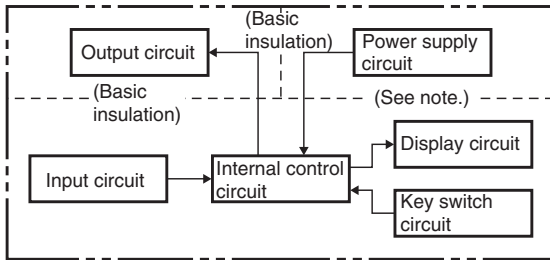 Output circuit
(Basic
insulation)
Power supply
circuit
(Basic
insulation)
(See note.)
Input circuit
Internal control
circuit
Display circuit
Key switch
circuit